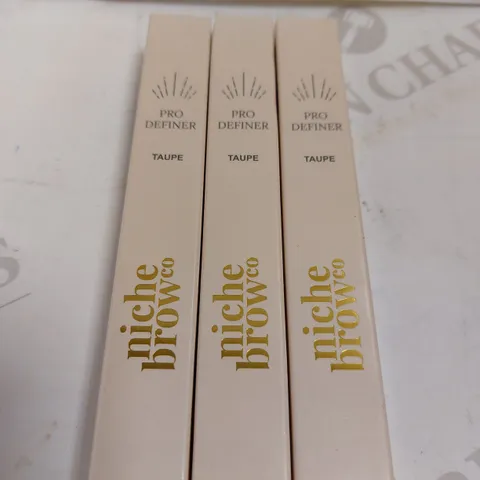 PRO
DEFINER
TAUPE
niche
browco
PRO
DEFINER
TAUPE
niche
browco
PRO
DEFINER
TAUPE
niche
browco